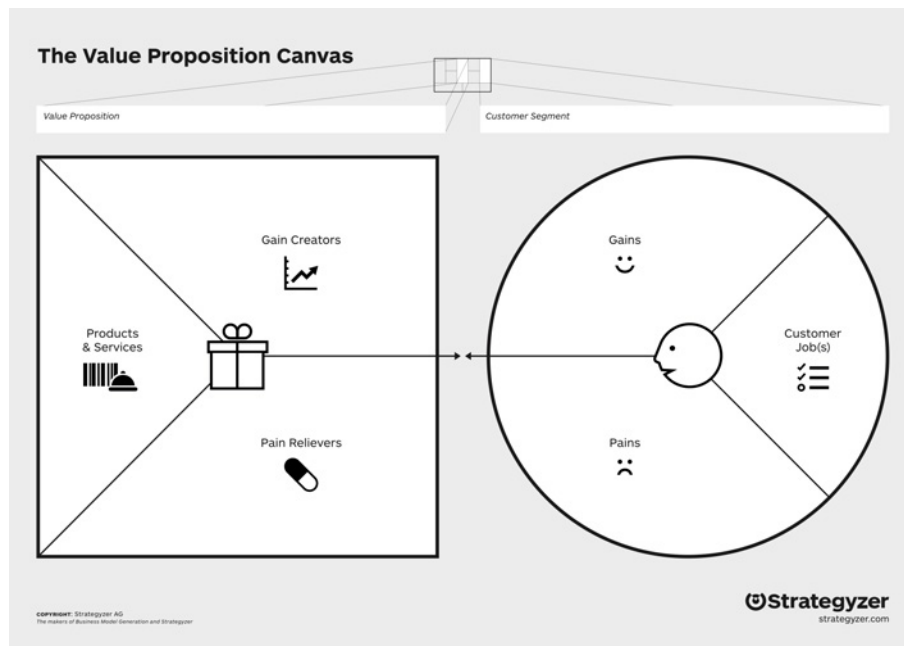 The Value Proposition Canvas
Value Proposition
Customer Segment
Gain Creators
Products
& Services
Pain Relievers
Gains
Customer
Job(s)
Pains
COPYRIGHT: Strategyzer AG
The makers of Business Model Generation and Strategyzer
Strategyzer
strategyzer.com